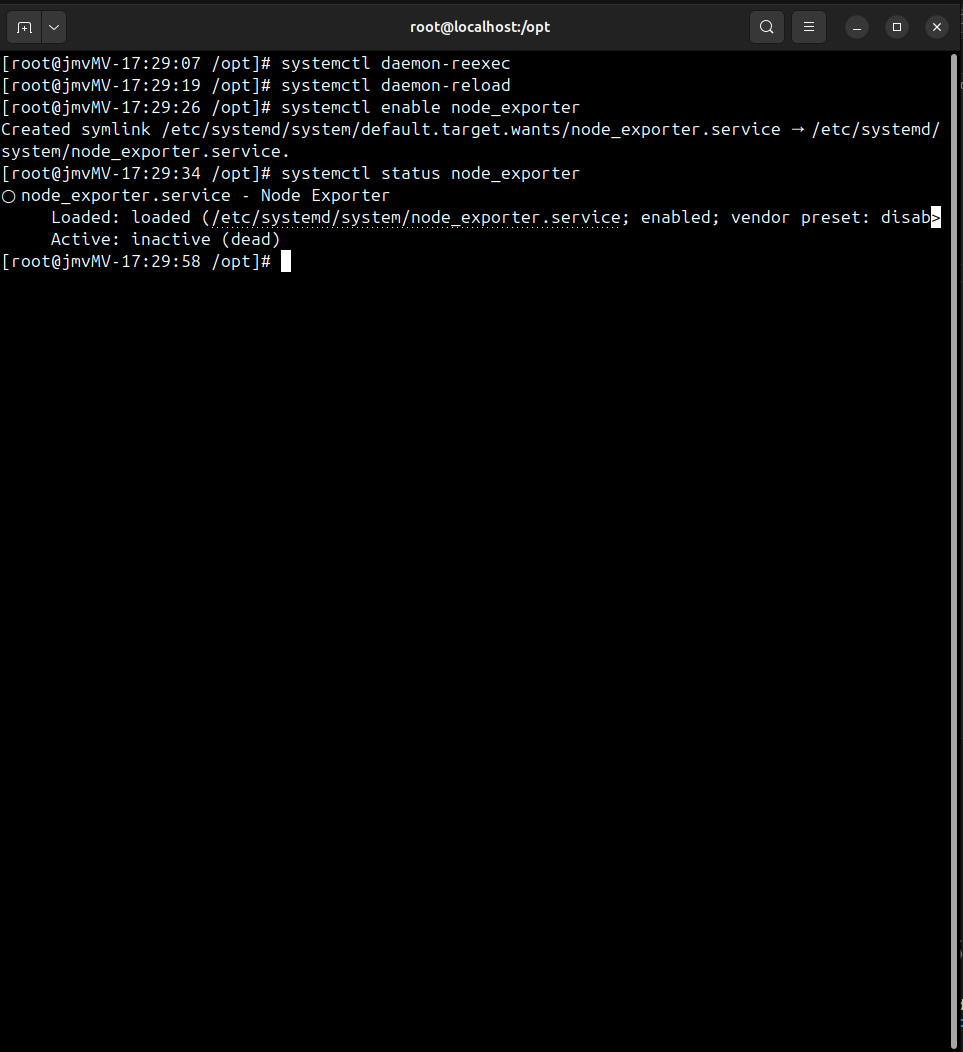 root@localhost:/opt
[root@jmvMV-17:29:07 /opt]# systemctl daemon-reexec
[root@jmvMV-17:29:19 /opt]# systemctl daemon-reload
[root@jmvMV-17:29:26 /opt]# systemctl enable node_exporter
Created symlink /etc/systemd/system/default.target.wants/node_exporter.service → /etc/systemd/
system/node_exporter.service.
[root@jmvMV-17:29:34 /opt]# systemctl status node_exporter
○ node_exporter.service - Node Exporter
     Loaded: loaded (/etc/systemd/system/node_exporter.service; enabled; vendor preset: disab>
     Active: inactive (dead)
[root@jmvMV-17:29:58 /opt]#